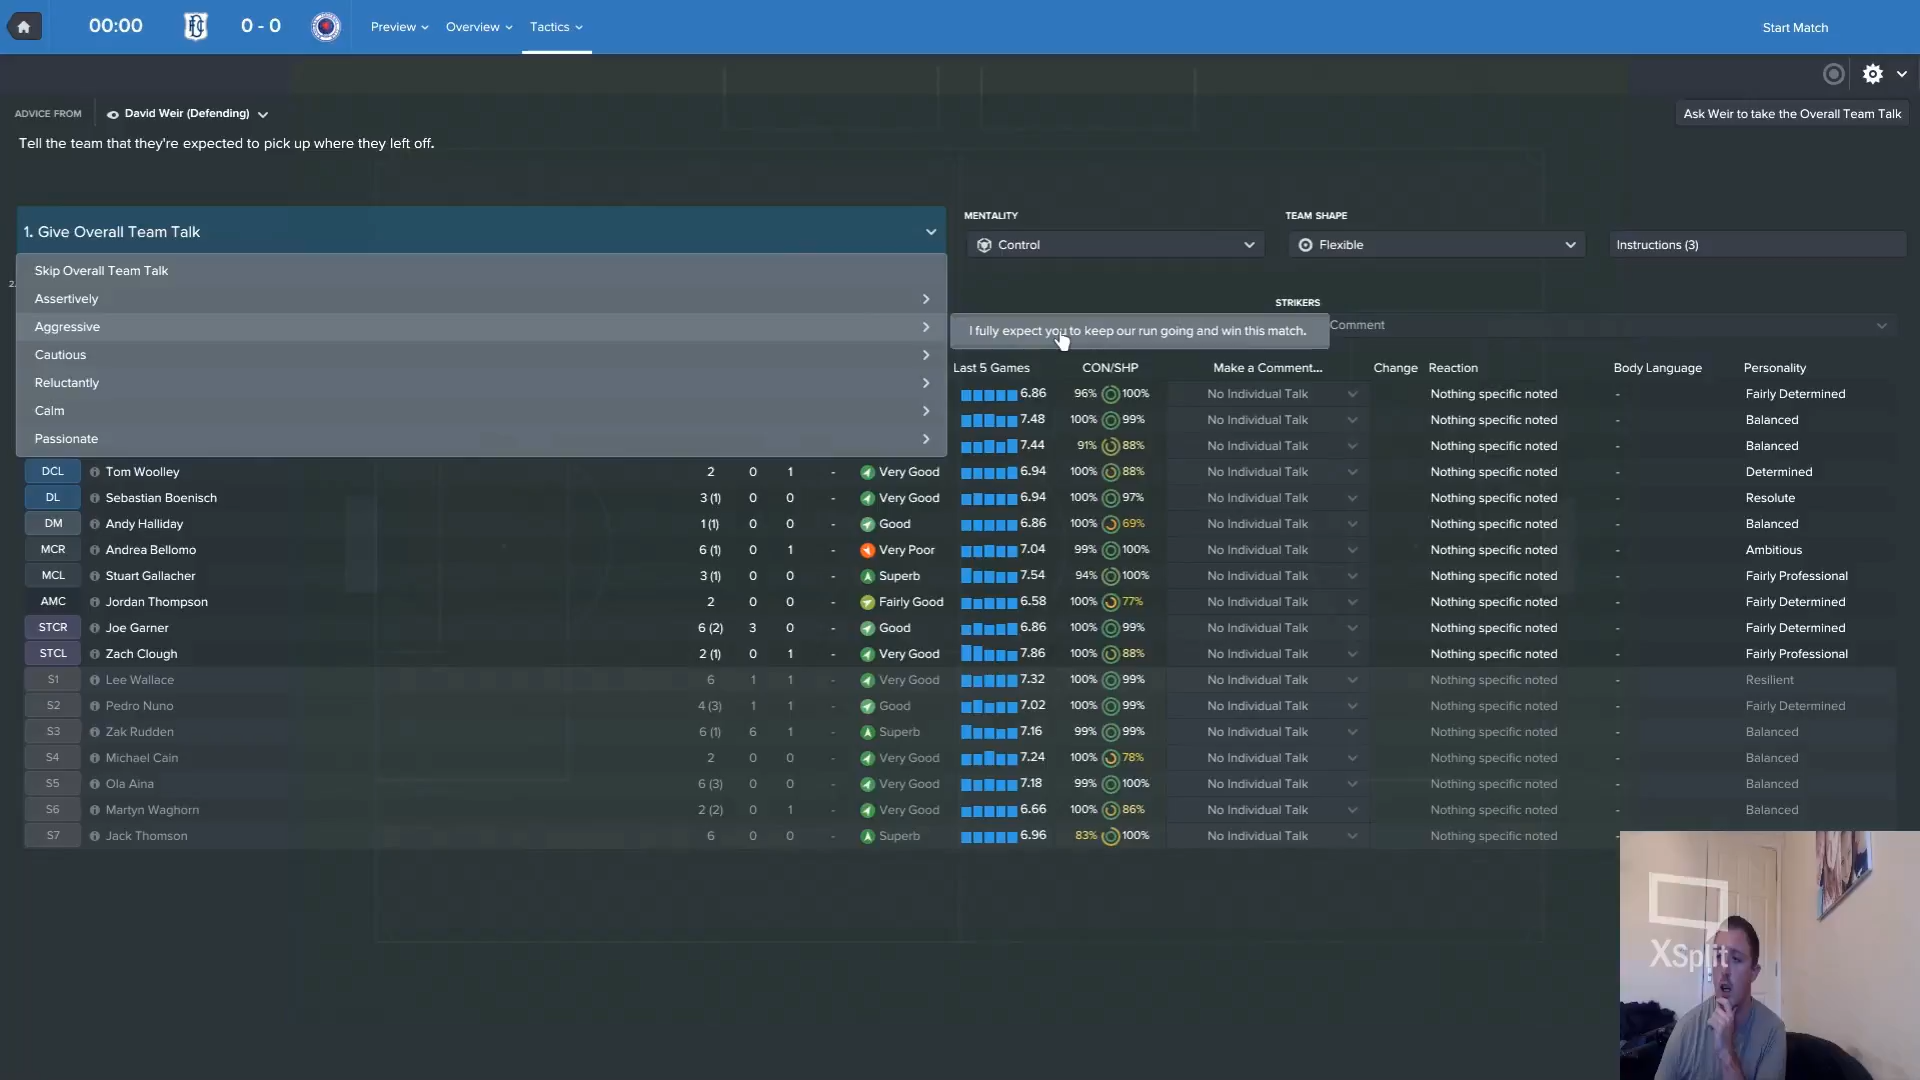 00:00
0 - 0
Preview
Overview
Tactics
Start Match
ADVICE FROM
David Weir (Defending)
Ask Weir to take the Overall Team Talk
Tell the team that they're expected to pick up where they left off.
1. Give Overall Team Talk
MENTALITY
Control
TEAM SHAPE
Flexible
Instructions (3)
Skip Overall Team Talk
2.
Assertively
Aggressive
Cautious
Reluctantly
Calm
Passionate
I fully expect you to keep our run going and win this match.
STRIKERS
Comment
Last 5 Games CON/SHP Make a Comment... Change Reaction Body Language Personality
6.86 96% 100% No Individual Talk Nothing specific noted - Fairly Determined
7.48 100% 99% No Individual Talk Nothing specific noted - Balanced
7.44 91% 88% No Individual Talk Nothing specific noted - Balanced
DCL Tom Woolley 2 0 1 - Very Good 6.94 100% 88% No Individual Talk Nothing specific noted - Determined
DL Sebastian Boenisch 3 (1) 0 0 - Very Good 6.94 100% 97% No Individual Talk Nothing specific noted - Resolute
DM Andy Halliday 1 (1) 0 0 - Good 6.86 100% 69% No Individual Talk Nothing specific noted - Balanced
MCR Andrea Bellomo 6 (1) 0 1 - Very Poor 7.04 99% 100% No Individual Talk Nothing specific noted - Ambitious
MCL Stuart Gallacher 3 (1) 0 0 - Superb 7.54 94% 100% No Individual Talk Nothing specific noted - Fairly Professional
AMC Jordan Thompson 2 0 0 - Fairly Good 6.58 100% 77% No Individual Talk Nothing specific noted - Fairly Determined
STCR Joe Garner 6 (2) 3 0 - Good 6.86 100% 99% No Individual Talk Nothing specific noted - Fairly Determined
STCL Zach Clough 2 (1) 0 1 - Very Good 7.86 100% 88% No Individual Talk Nothing specific noted - Fairly Professional
S1 Lee Wallace 6 1 1 - Very Good 7.32 100% 99% No Individual Talk Nothing specific noted - Resilient
S2 Pedro Nuno 4 (3) 1 1 - Good 7.02 100% 99% No Individual Talk Nothing specific noted - Fairly Determined
S3 Zak Rudden 6 (1) 6 1 - Superb 7.16 99% 99% No Individual Talk Nothing specific noted - Balanced
S4 Michael Cain 2 0 0 - Very Good 7.24 100% 78% No Individual Talk Nothing specific noted - Balanced
S5 Ola Aina 6 (3) 0 0 - Very Good 7.18 99% 100% No Individual Talk Nothing specific noted - Balanced
S6 Martyn Waghorn 2 (2) 0 1 - Very Good 6.66 100% 86% No Individual Talk Nothing specific noted - Balanced
S7 Jack Thomson 6 0 0 - Superb 6.96 83% 100% No Individual Talk Nothing specific noted -
XSplit